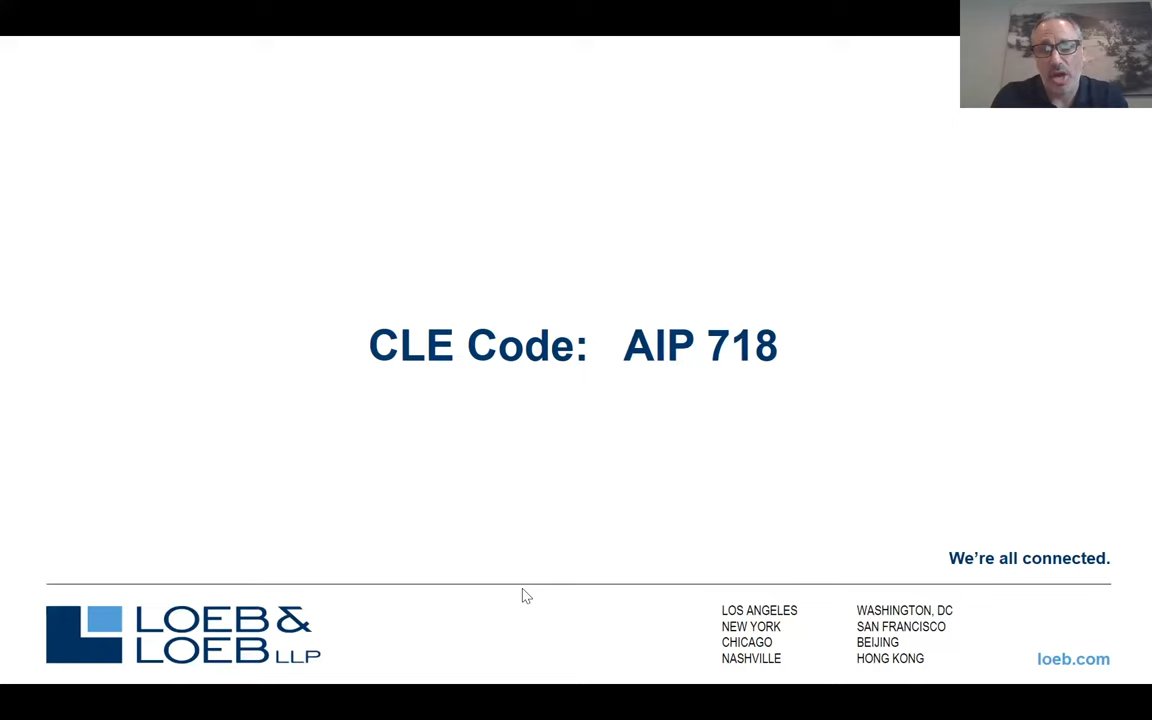 CLE Code: AIP 718
We're all connected.
LOEB &
LOEB LLP
LOS ANGELES
NEW YORK
CHICAGO
NASHVILLE
WASHINGTON, DC
SAN FRANCISCO
BEIJING
HONG KONG
loeb.com